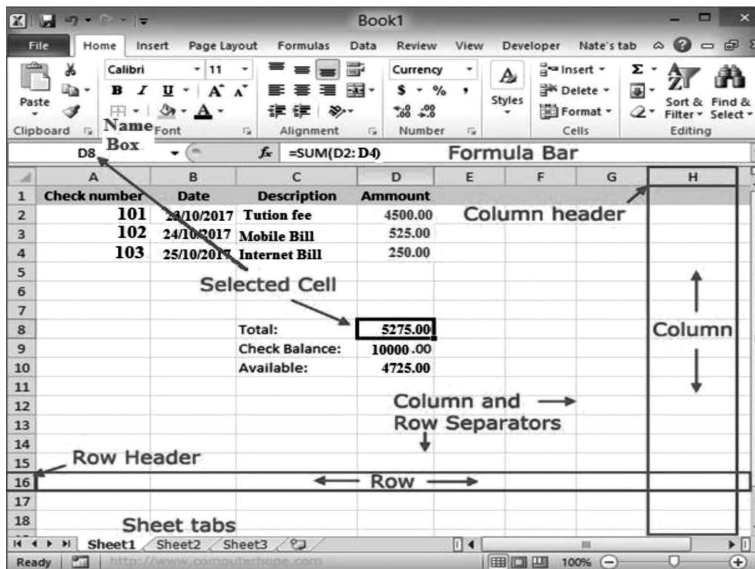 Book1
File Home Insert Page Layout Formulas Data Review View Developer Nate's tab
Calibri 11 Currency Insert Σ
Paste B I U A A $ % , Styles Delete Sort & Filter Find & Select
A .00 .00 Format
Clipboard Font Alignment Number Cells Editing
Name Box
D8 fx =SUM(D2:D4) Formula Bar
A B C D E F G H
1 Check number Date Description Ammount
2 101 23/10/2017 Tution fee 4500.00 Column header
3 102 24/10/2017 Mobile Bill 525.00
4 103 25/10/2017 Internet Bill 250.00
5
6 Selected Cell
7
8 Total: 5275.00 Column
9 Check Balance: 10000.00
10 Available: 4725.00
11
12 Column and
13 Row Separators
14
15 Row Header
16 Row
17
18 Sheet tabs
Sheet1 Sheet2 Sheet3
Ready http://www.computerhope.com 100%